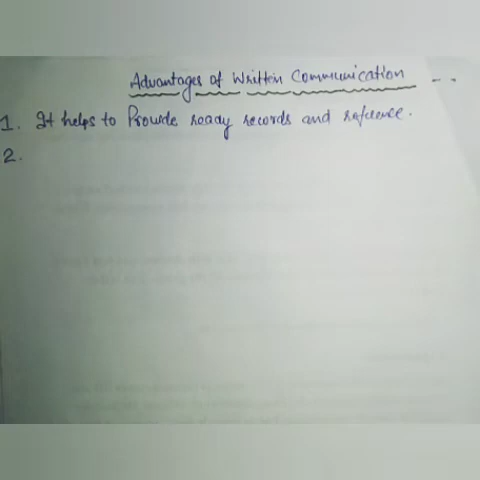 Advantages of Written Communication --
1. It helps to Provide ready records and reference.
2.